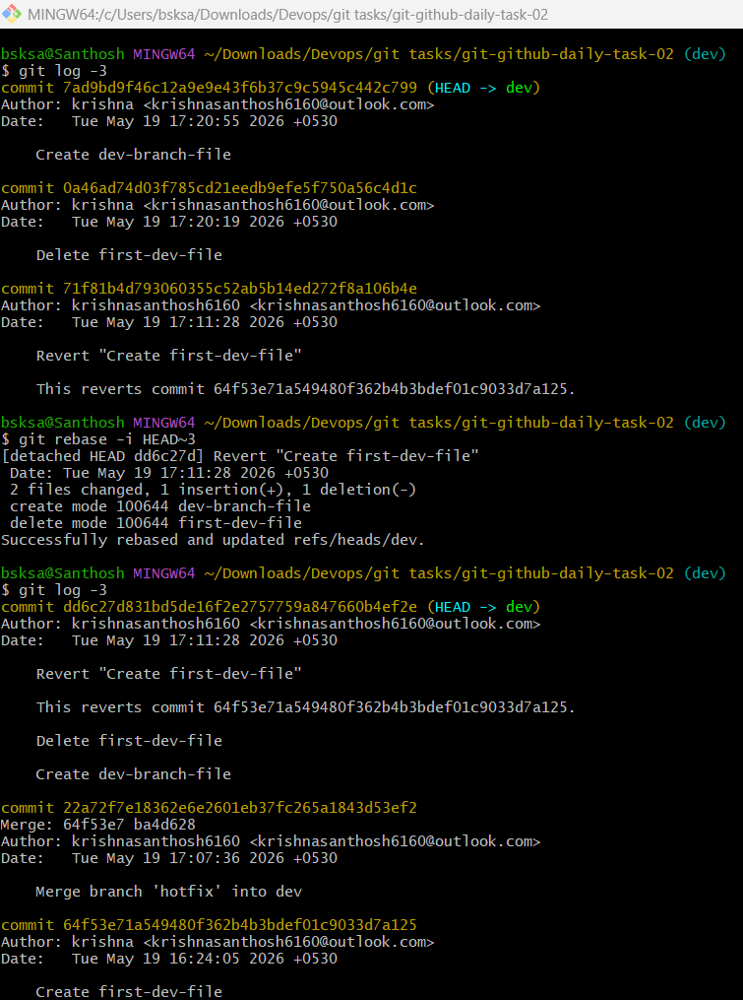 MINGW64:/c/Users/bsksa/Downloads/Devops/git tasks/git-github-daily-task-02
bsksa@Santhosh MINGW64 ~/Downloads/Devops/git tasks/git-github-daily-task-02 (dev)
$ git log -3
commit 7ad9bd9f46c12a9e9e43f6b37c9c5945c442c799 (HEAD -> dev)
Author: krishna <krishnasanthosh6160@outlook.com>
Date:   Tue May 19 17:20:55 2026 +0530
    Create dev-branch-file
commit 0a46ad74d03f785cd21eedb9efe5f750a56c4d1c
Author: krishna <krishnasanthosh6160@outlook.com>
Date:   Tue May 19 17:20:19 2026 +0530
    Delete first-dev-file
commit 71f81b4d793060355c52ab5b14ed272f8a106b4e
Author: krishnasanthosh6160 <krishnasanthosh6160@outlook.com>
Date:   Tue May 19 17:11:28 2026 +0530
    Revert "Create first-dev-file"
    This reverts commit 64f53e71a549480f362b4b3bdef01c9033d7a125.
bsksa@Santhosh MINGW64 ~/Downloads/Devops/git tasks/git-github-daily-task-02 (dev)
$ git rebase -i HEAD~3
[detached HEAD dd6c27d] Revert "Create first-dev-file"
 Date: Tue May 19 17:11:28 2026 +0530
 2 files changed, 1 insertion(+), 1 deletion(-)
 create mode 100644 dev-branch-file
 delete mode 100644 first-dev-file
Successfully rebased and updated refs/heads/dev.
bsksa@Santhosh MINGW64 ~/Downloads/Devops/git tasks/git-github-daily-task-02 (dev)
$ git log -3
commit dd6c27d831bd5de16f2e2757759a847660b4ef2e (HEAD -> dev)
Author: krishnasanthosh6160 <krishnasanthosh6160@outlook.com>
Date:   Tue May 19 17:11:28 2026 +0530
    Revert "Create first-dev-file"
    This reverts commit 64f53e71a549480f362b4b3bdef01c9033d7a125.
    Delete first-dev-file
    Create dev-branch-file
commit 22a72f7e18362e6e2601eb37fc265a1843d53ef2
Merge: 64f53e7 ba4d628
Author: krishnasanthosh6160 <krishnasanthosh6160@outlook.com>
Date:   Tue May 19 17:07:36 2026 +0530
    Merge branch 'hotfix' into dev
commit 64f53e71a549480f362b4b3bdef01c9033d7a125
Author: krishna <krishnasanthosh6160@outlook.com>
Date:   Tue May 19 16:24:05 2026 +0530
    Create first-dev-file